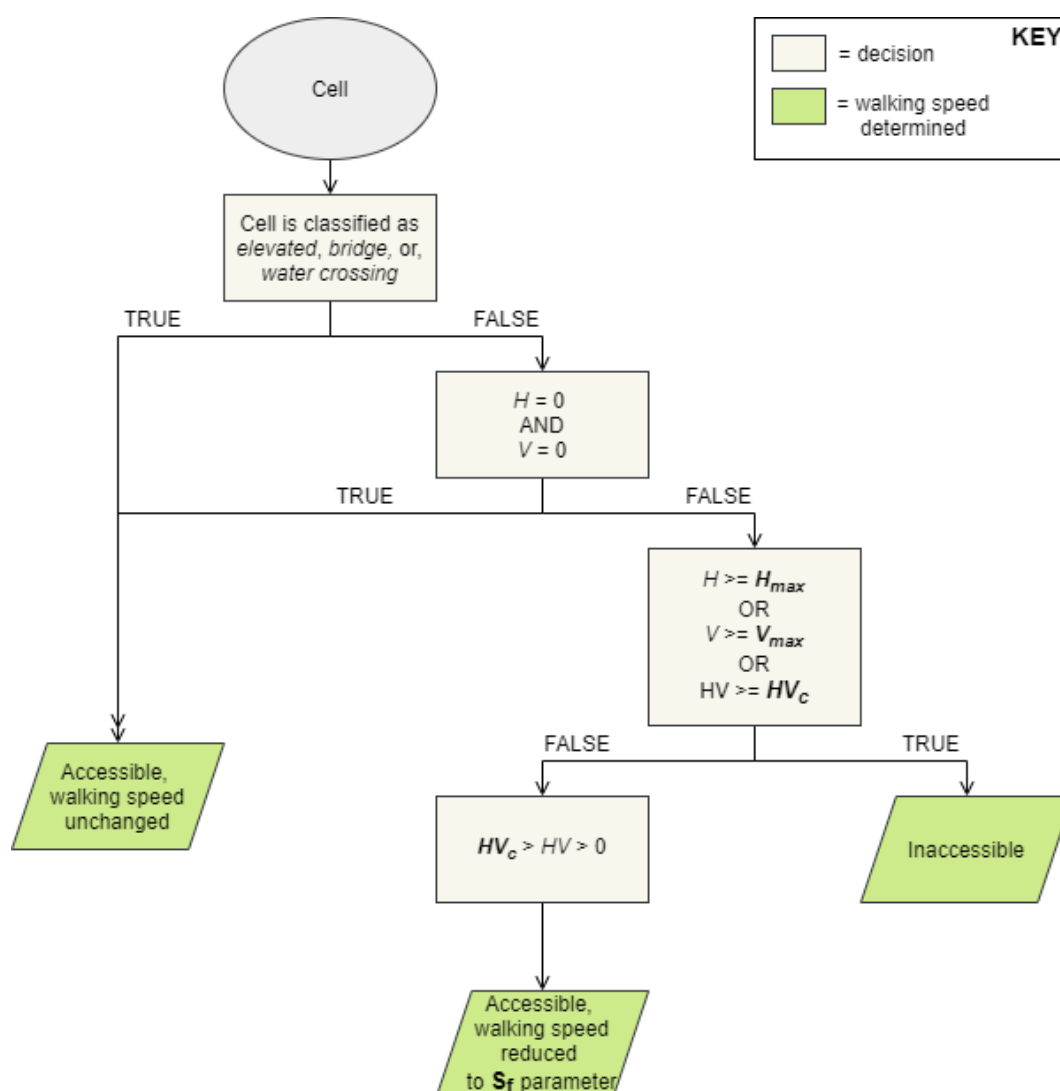 Cell
KEY
= decision
= walking speed
determined
Cell is classified as
elevated, bridge, or,
water crossing
TRUE
FALSE
H = 0
AND
V = 0
TRUE
FALSE
H >= Hmax
OR
V >= Vmax
OR
HV >= HVc
FALSE
TRUE
Accessible,
walking speed
unchanged
HVc > HV > 0
Inaccessible
Accessible,
walking speed
reduced
to Sf parameter